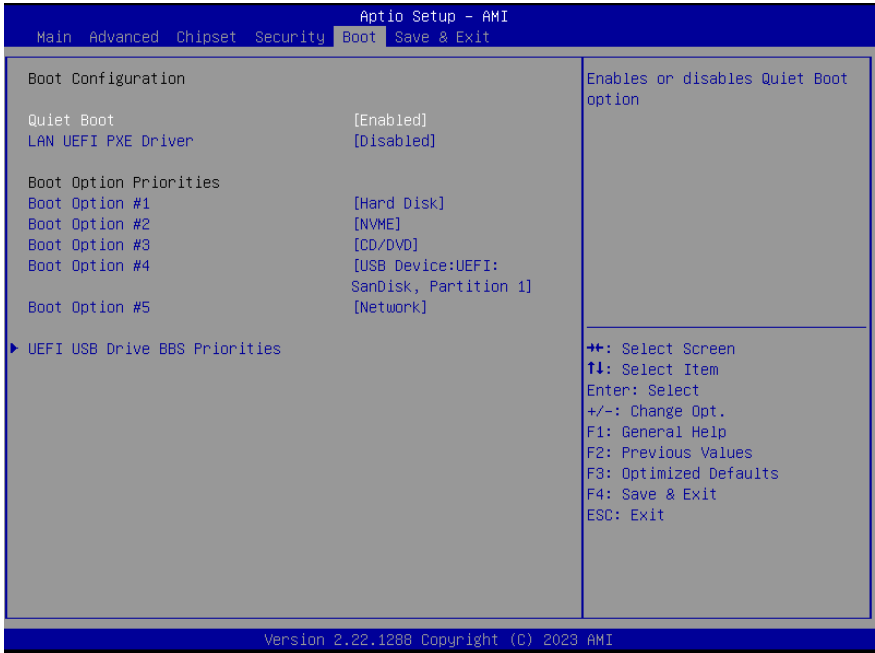 Aptio Setup – AMI
Main Advanced Chipset Security Boot Save & Exit
Boot Configuration
Quiet Boot [Enabled]
LAN UEFI PXE Driver [Disabled]
Boot Option Priorities
Boot Option #1 [Hard Disk]
Boot Option #2 [NVME]
Boot Option #3 [CD/DVD]
Boot Option #4 [USB Device:UEFI:
SanDisk, Partition 1]
Boot Option #5 [Network]
UEFI USB Drive BBS Priorities
Enables or disables Quiet Boot
option
→←: Select Screen
↑↓: Select Item
Enter: Select
+/-: Change Opt.
F1: General Help
F2: Previous Values
F3: Optimized Defaults
F4: Save & Exit
ESC: Exit
Version 2.22.1288 Copyright (C) 2023 AMI